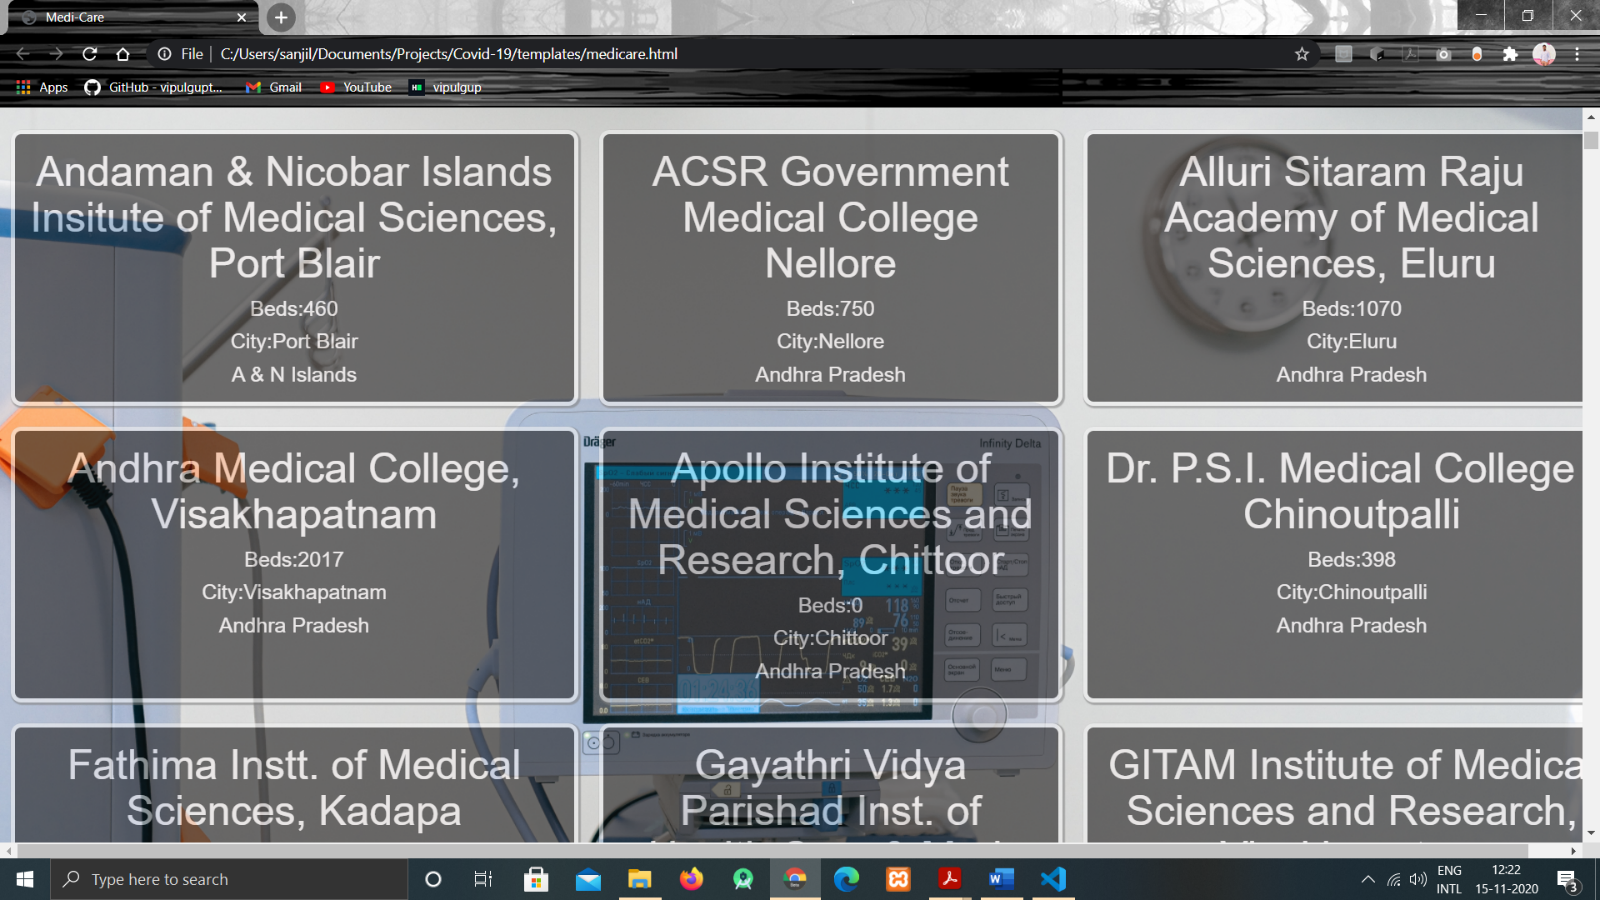 Medi-Care
File
C:/Users/sanjil/Documents/Projects/Covid-19/templates/medicare.html
Apps
GitHub - vipulgupt...
Gmail
YouTube
vipulgup
Andaman & Nicobar Islands
Insitute of Medical Sciences,
Port Blair
Beds:460
City:Port Blair
A & N Islands
ACSR Government
Medical College
Nellore
Beds:750
City:Nellore
Andhra Pradesh
Alluri Sitaram Raju
Academy of Medical
Sciences, Eluru
Beds:1070
City:Eluru
Andhra Pradesh
Andhra Medical College,
Visakhapatnam
Beds:2017
City:Visakhapatnam
Andhra Pradesh
Dräger
Infinity Delta
Apollo Institute of
Medical Sciences and
Research, Chittoor
Beds:0
City:Chittoor
Andhra Pradesh
118
76
39
Dr. P.S.I. Medical College
Chinoutpalli
Beds:398
City:Chinoutpalli
Andhra Pradesh
Fathima Instt. of Medical
Sciences, Kadapa
Gayathri Vidya
Parishad Inst. of
GITAM Institute of Medica
Sciences and Research,
Type here to search
ENG
INTL
12:22
15-11-2020
3